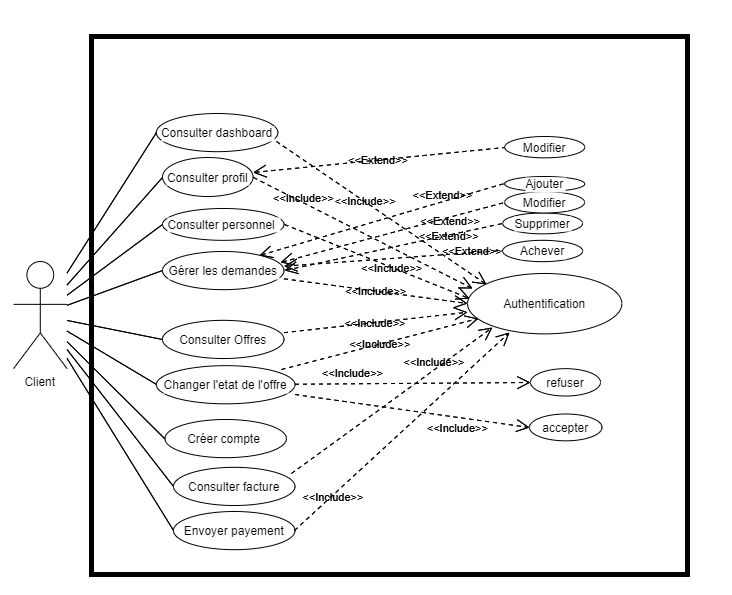 Consulter dashboard
Modifier
<<Extend>>
Consulter profil
Ajouter
<<Extend>>
<<Include>>
<<Include>>
Modifier
Consulter personnel
<<Extend>>
Supprimer
<<Extend>>
Achever
<<Extend>>
Gérer les demandes
<<Include>>
<<Include>>
Authentification
<<Include>>
Consulter Offres
<<Include>>
<<Include>>
<<Include>>
Client
Changer l'etat de l'offre
refuser
<<Include>>
accepter
Créer compte
Consulter facture
<<Include>>
Envoyer payement